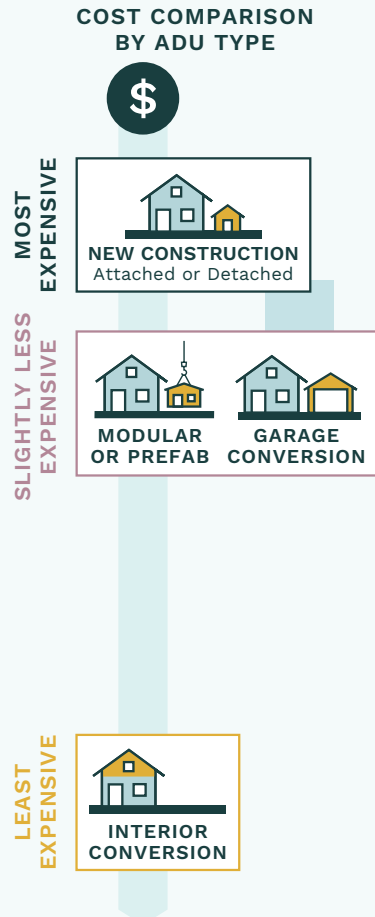 COST COMPARISON
BY ADU TYPE
$
MOST
EXPENSIVE
NEW CONSTRUCTION
Attached or Detached
SLIGHTLY LESS
EXPENSIVE
MODULAR
OR PREFAB
GARAGE
CONVERSION
LEAST
EXPENSIVE
INTERIOR
CONVERSION